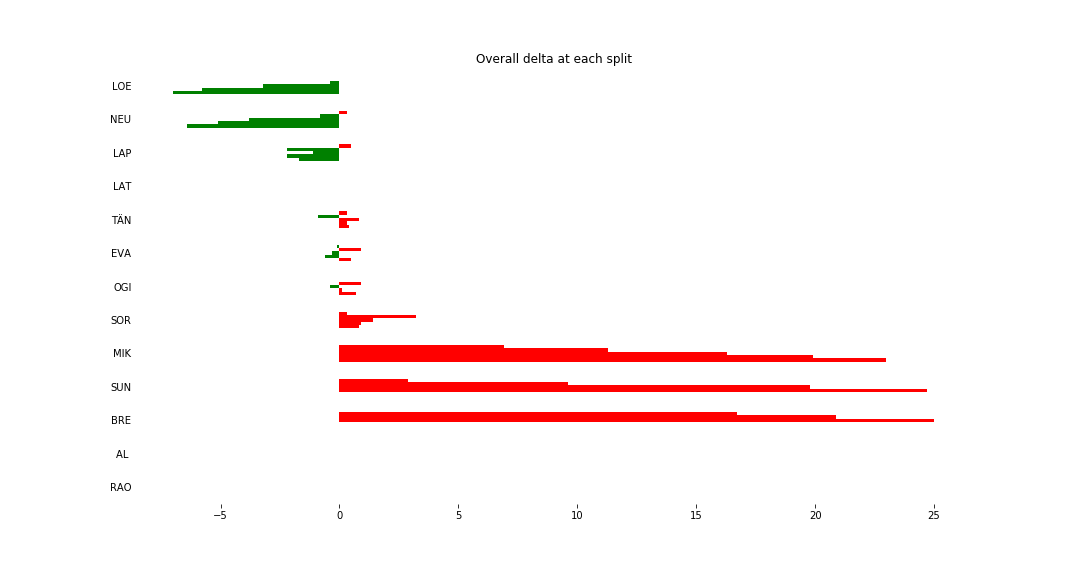 Overall delta at each split
LOE
NEU
LAP
LAT
TÄN
EVA
OGI
SOR
MIK
SUN
BRE
AL
RAO
−5 0 5 10 15 20 25